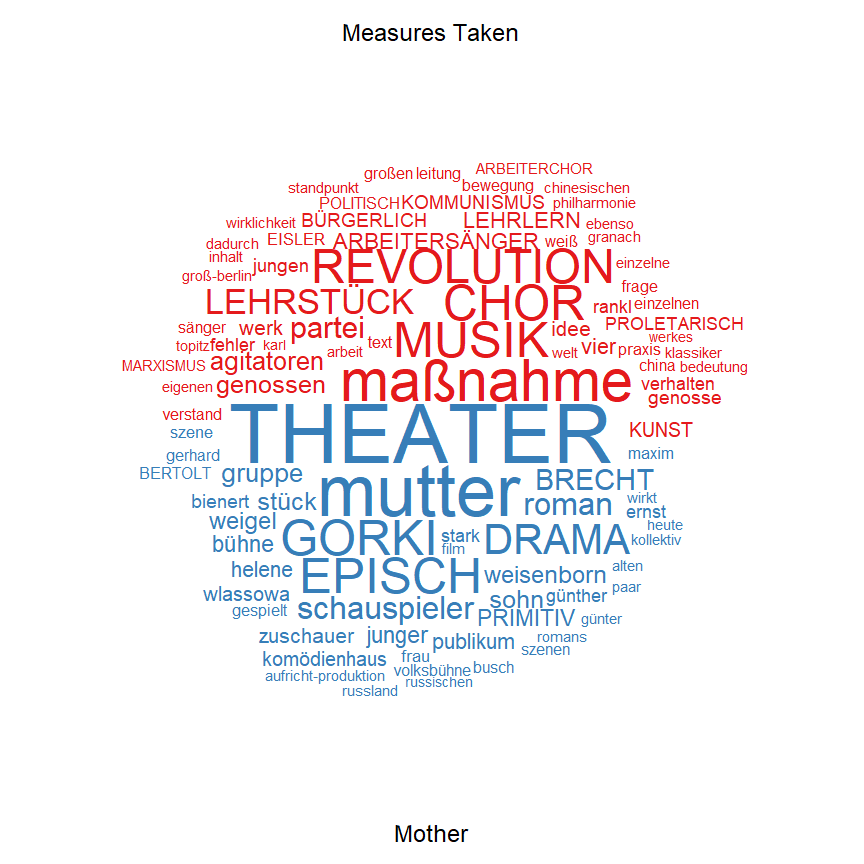 Measures Taken
ARBEITERCHOR
großen leitung
bewegung chinesischen
standpunkt
POLITISCH KOMMUNISMUS philharmonie
wirklichkeit BÜRGERLICH LEHRLERN ebenso
dadurch EISLER ARBEITERSÄNGER weiß granach
inhalt jungen REVOLUTION einzelne
groß-berlin frage
LEHRSTÜCK CHOR rankl einzelnen
sänger werk partei MUSIK idee PROLETARISCH
topitz fehler karl arbeit text welt vier praxis werkes klassiker
MARXISMUS agitatoren china bedeutung
eigenen genossen maßnahme verhalten
genosse
verstand THEATER KUNST
szene
gerhard maxim
BERTOLT gruppe mutter BRECHT
bienert stück roman wirkt
weigel ernst
heute
bühne GORKI stark DRAMA kollektiv
film
helene EPISCH weisenborn alten
wlassowa sohn günther paar
gespielt schauspieler PRIMITIV günter
zuschauer junger publikum romans
szenen
komödienhaus frau
aufricht-produktion volksbühne busch
russland russischen
Mother